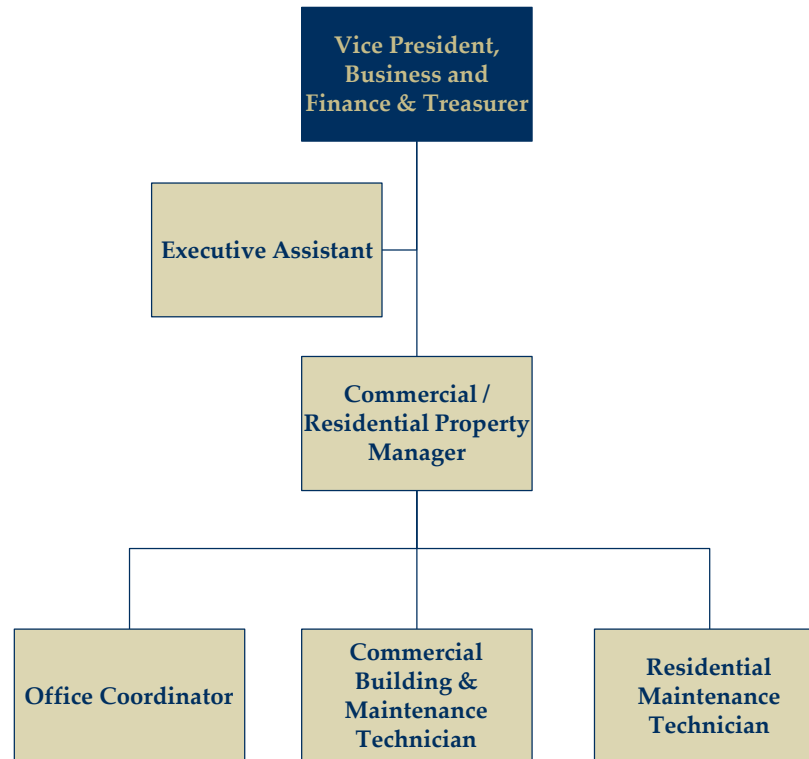 Vice President,
Business and
Finance & Treasurer
Executive Assistant
Commercial /
Residential Property
Manager
Office Coordinator
Commercial
Building &
Maintenance
Technician
Residential
Maintenance
Technician